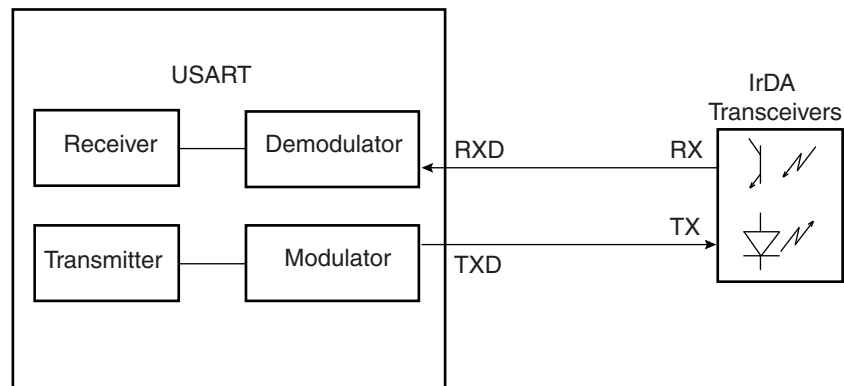 USART
IrDA
Transceivers
Receiver
Demodulator
RXD
RX
Transmitter
Modulator
TXD
TX